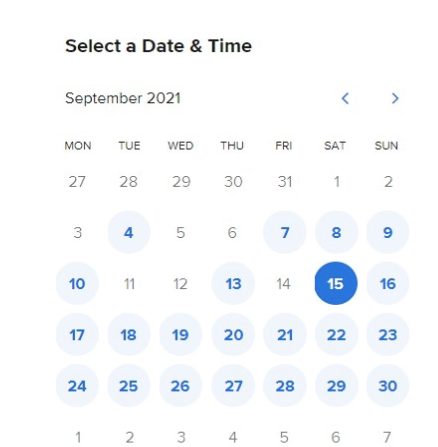 Select a Date & Time
September 2021
MON TUE WED THU FRI SAT SUN
27 28 29 30 31 1 2
3 4 5 6 7 8 9
10 11 12 13 14 15 16
17 18 19 20 21 22 23
24 25 26 27 28 29 30
1 2 3 4 5 6 7